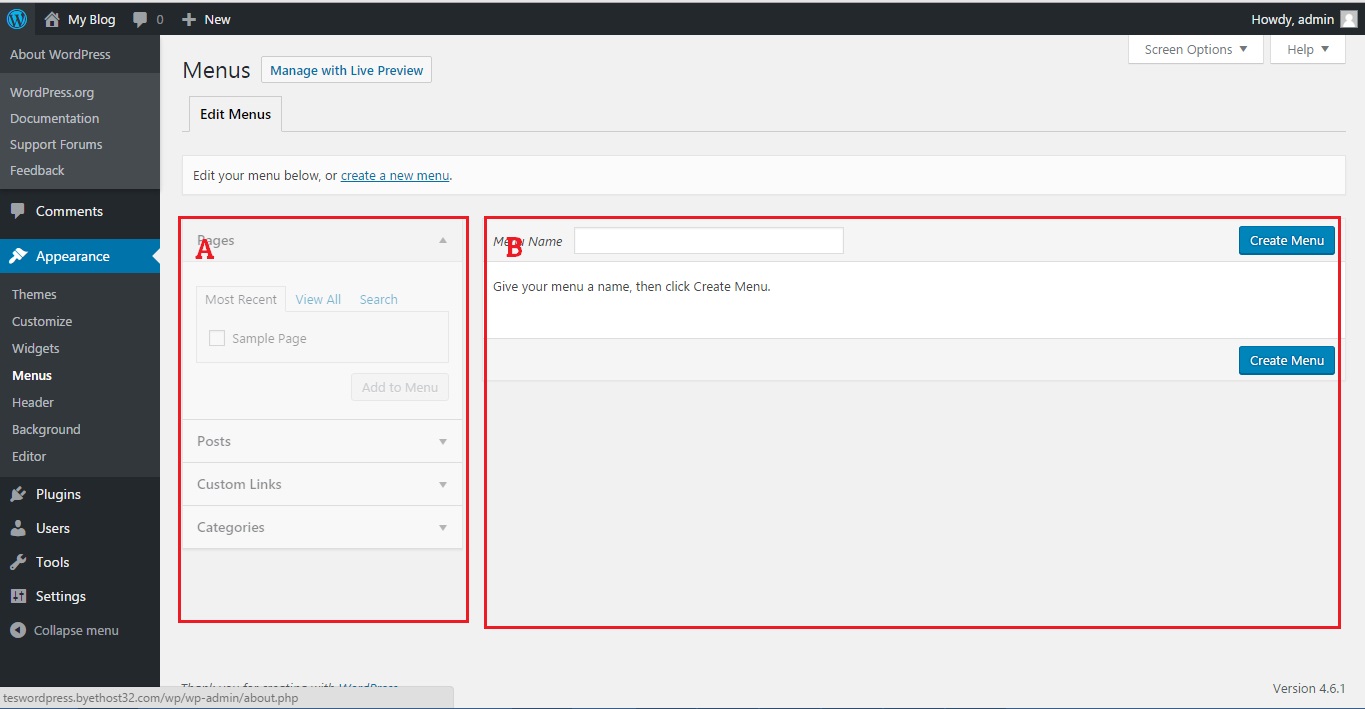 My Blog 0 New Howdy, admin
About WordPress
WordPress.org
Documentation
Support Forums
Feedback
Comments
Appearance
Themes
Customize
Widgets
Menus
Header
Background
Editor
Plugins
Users
Tools
Settings
Collapse menu
Screen Options Help
Menus Manage with Live Preview
Edit Menus
Edit your menu below, or create a new menu.
A
Pages
Most Recent View All Search
Sample Page
Add to Menu
Posts
Custom Links
Categories
B
Menu Name Create Menu
Give your menu a name, then click Create Menu.
Create Menu
Thank you for creating with WordPress.
Version 4.6.1
teswordpress.byethost32.com/wp/wp-admin/about.php